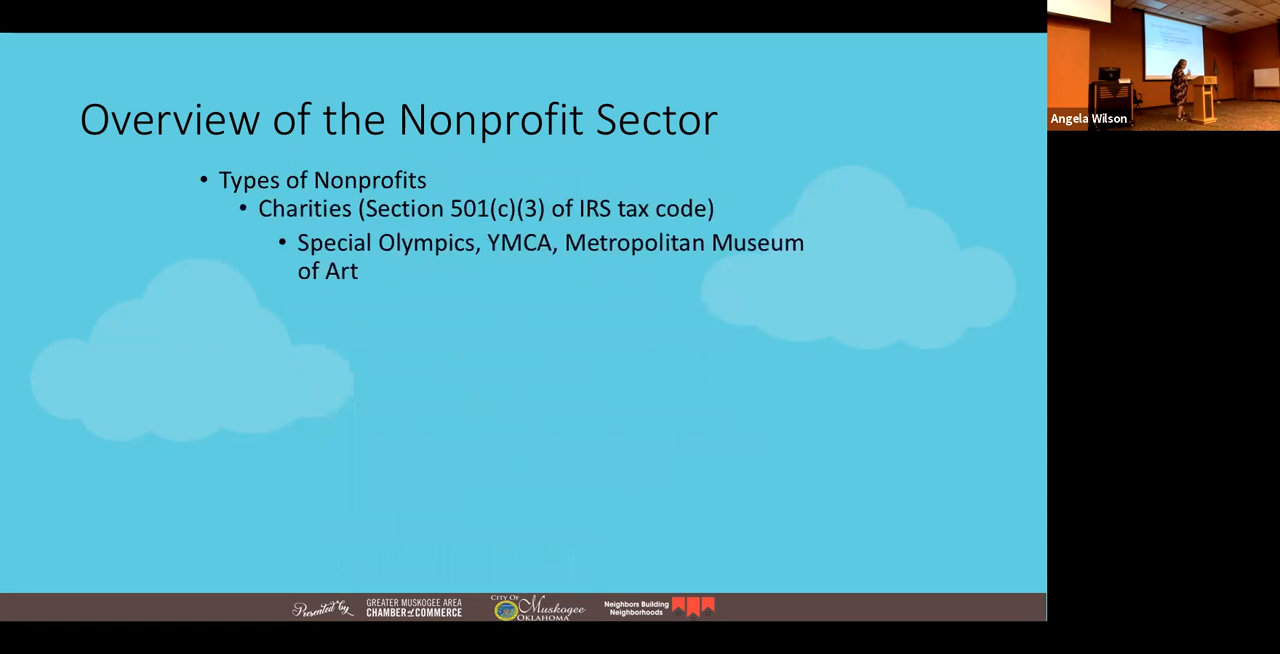 Overview of the Nonprofit Sector
• Types of Nonprofits
• Charities (Section 501(c)(3) of IRS tax code)
• Special Olympics, YMCA, Metropolitan Museum
of Art
Presented by
GREATER MUSKOGEE AREA
CHAMBER of COMMERCE
CITY OF
Muskogee
OKLAHOMA
Neighbors Building
Neighborhoods
Angela Wilson